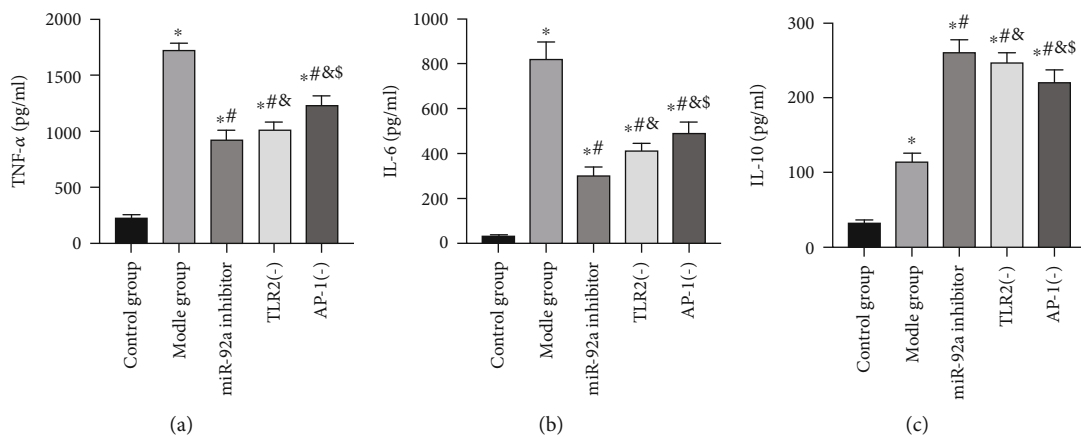 TNF-α (pg/ml)
2000
1500
1000
500
0
*
*#
*#&
*#&$
Control group
Modle group
miR-92a inhibitor
TLR2(-)
AP-1(-)
(a)
IL-6 (pg/ml)
1000
800
600
400
200
0
*
*#
*#&
*#&$
Control group
Modle group
miR-92a inhibitor
TLR2(-)
AP-1(-)
(b)
IL-10 (pg/ml)
300
200
100
0
*
*#
*#&
*#&$
Control group
Modle group
miR-92a inhibitor
TLR2(-)
AP-1(-)
(c)